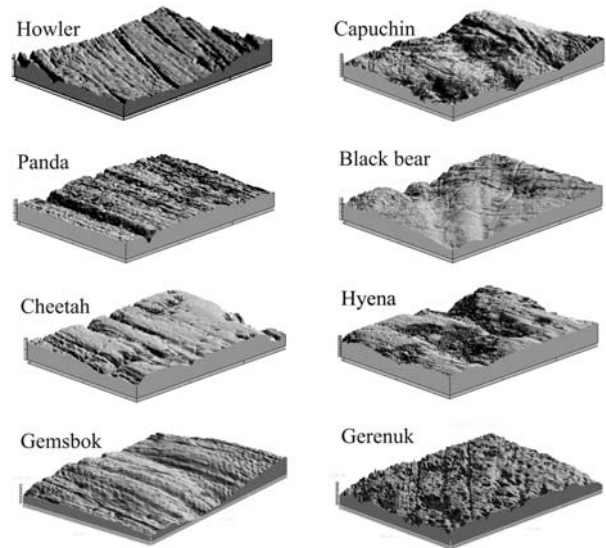 Howler
Capuchin
Panda
Black bear
Cheetah
Hyena
Gemsbok
Gerenuk